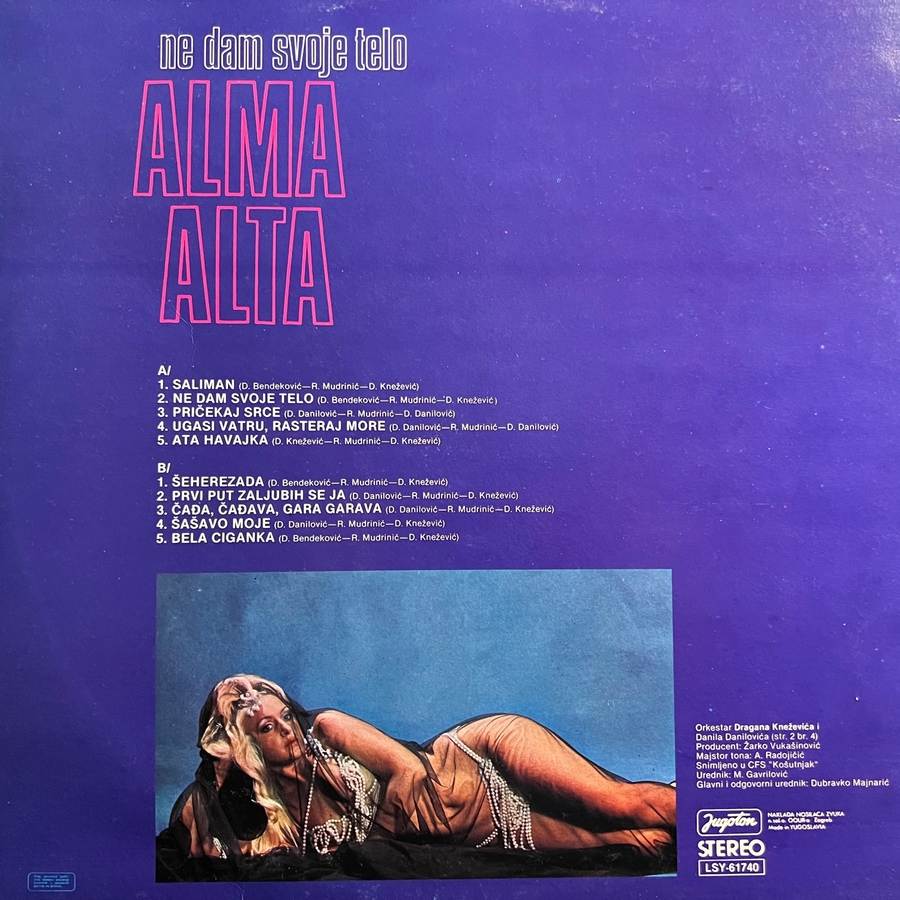 ne dam svoje telo
ALMA
ALTA
A/
1. SALIMAN (D. Bendeković—R. Mudrinić—D. Knežević)
2. NE DAM SVOJE TELO (D. Bendeković—R. Mudrinić—D. Knežević)
3. PRIČEKAJ SRCE (D. Danilović—R. Mudrinić—D. Danilović)
4. UGASI VATRU, RASTERAJ MORE (D. Danilović—R. Mudrinić—D. Danilović)
5. ATA HAVAJKA (D. Knežević—R. Mudrinić—D. Knežević)
B/
1. ŠEHEREZADA (D. Bendeković—R. Mudrinić—D. Knežević)
2. PRVI PUT ZALJUBIH SE JA (D. Danilović—R. Mudrinić—D. Knežević)
3. ČAĐA, ČAĐAVA, GARA GARAVA (D. Danilović—R. Mudrinić—D. Knežević)
4. ŠAŠAVO MOJE (D. Danilović—R. Mudrinić—D. Knežević)
5. BELA CIGANKA (D. Bendeković—R. Mudrinić—D. Knežević)
Orkestar Dragana Kneževića i
Danila Danilovića (str. 2 br. 4)
Producent: Žarko Vukašinović
Majstor tona: A. Radojičić
Snimljeno u CFS "Košutnjak"
Urednik: M. Gavrilović
Glavni i odgovorni urednik: Dubravko Majnarić
Jugoton
NAKLADA NOSILACA ZVUKA
n.sol.o. OOUR-a Zagreb
Made in YUGOSLAVIA
STEREO
LSY-61740